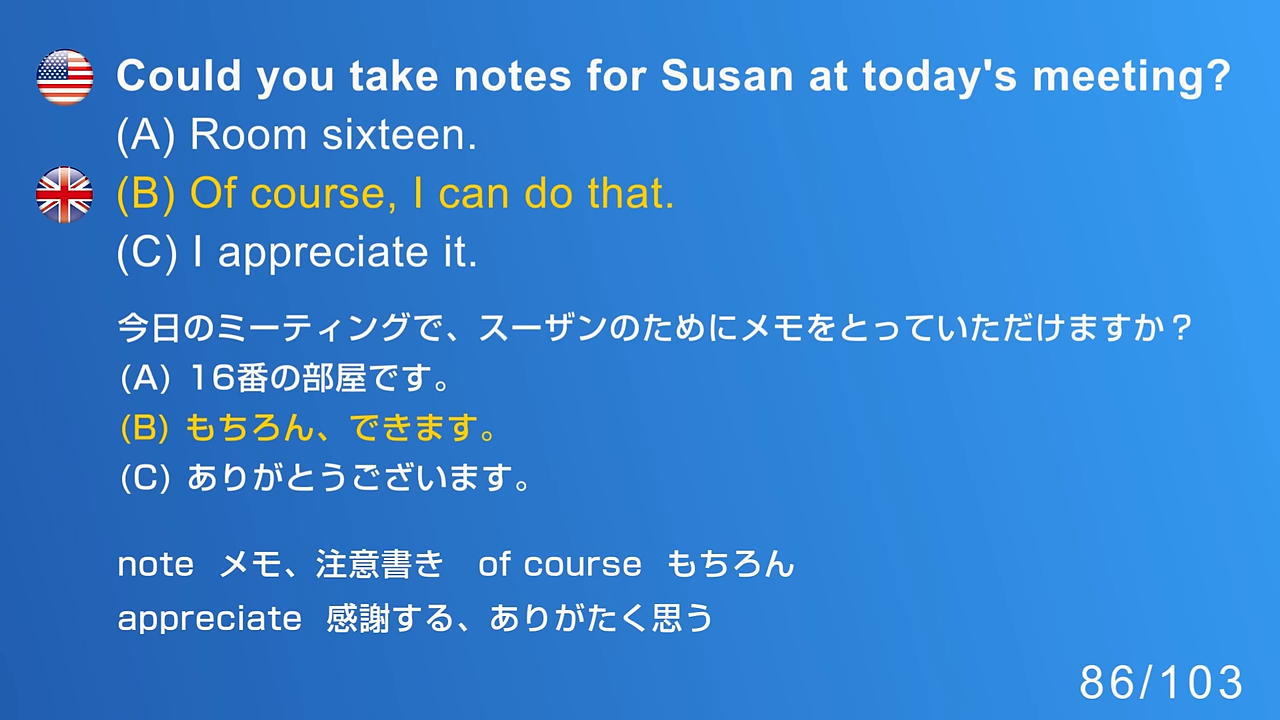 Could you take notes for Susan at today's meeting?
(A) Room sixteen.
(B) Of course, I can do that.
(C) I appreciate it.
今日のミーティングで、スーザンのためにメモをとっていただけますか？
(A) 16番の部屋です。
(B) もちろん、できます。
(C) ありがとうございます。
note メモ、注意書き of course もちろん
appreciate 感謝する、ありがたく思う
86/103